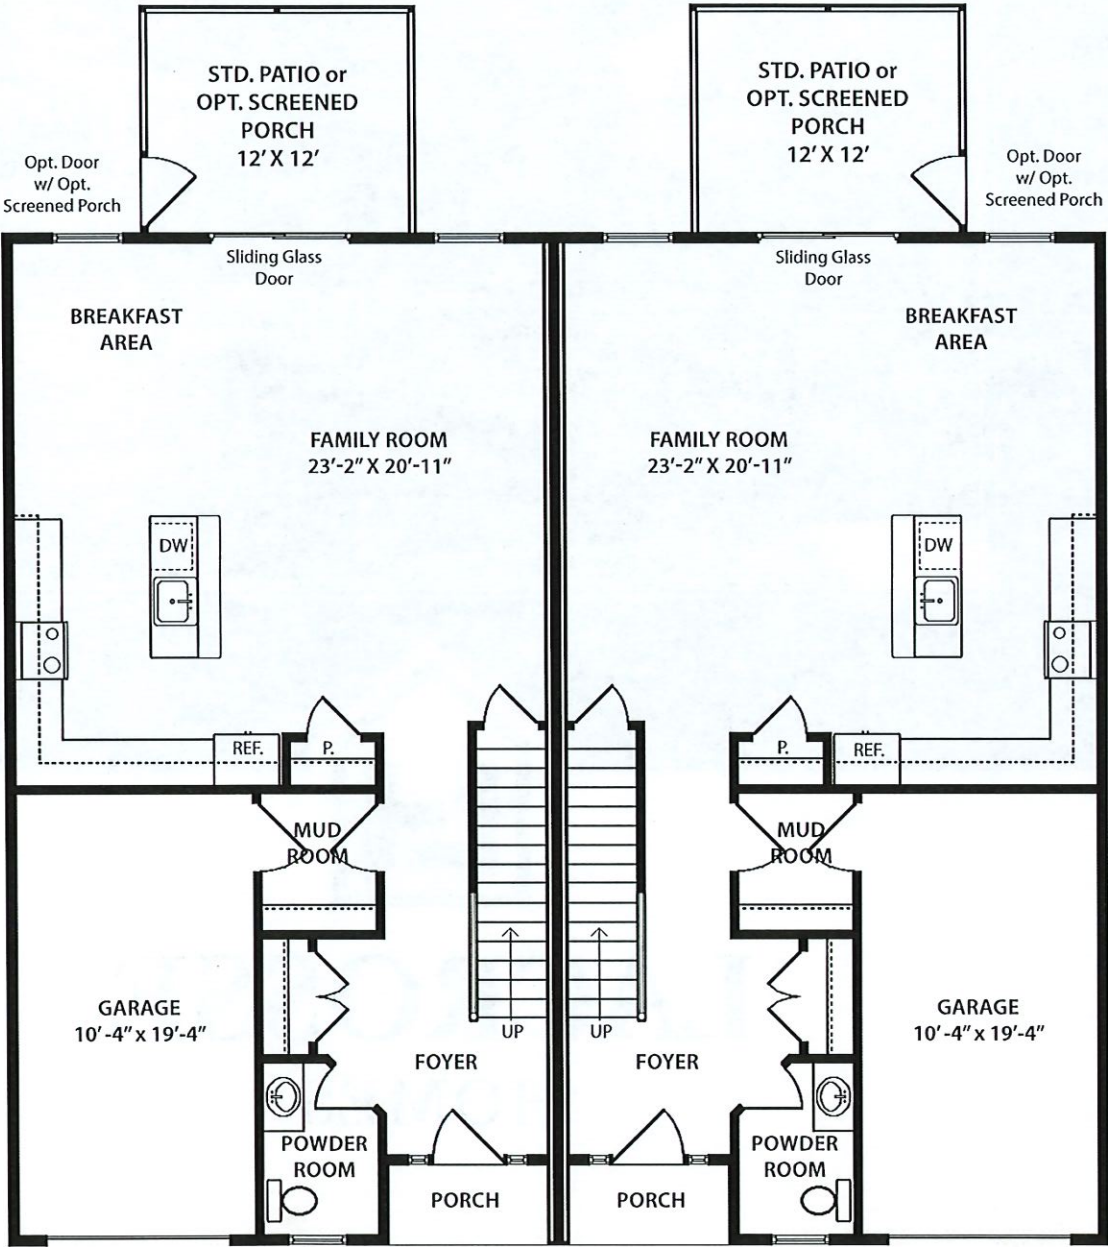 STD. PATIO or
OPT. SCREENED
PORCH
12' X 12'
Opt. Door
w/ Opt.
Screened Porch
Sliding Glass
Door
BREAKFAST
AREA
FAMILY ROOM
23'-2" X 20'-11"
DW
REF.
P.
MUD
ROOM
GARAGE
10'-4" x 19'-4"
UP
FOYER
POWDER
ROOM
PORCH
STD. PATIO or
OPT. SCREENED
PORCH
12' X 12'
Opt. Door
w/ Opt.
Screened Porch
Sliding Glass
Door
BREAKFAST
AREA
FAMILY ROOM
23'-2" X 20'-11"
DW
P.
REF.
MUD
ROOM
GARAGE
10'-4" x 19'-4"
UP
FOYER
POWDER
ROOM
PORCH